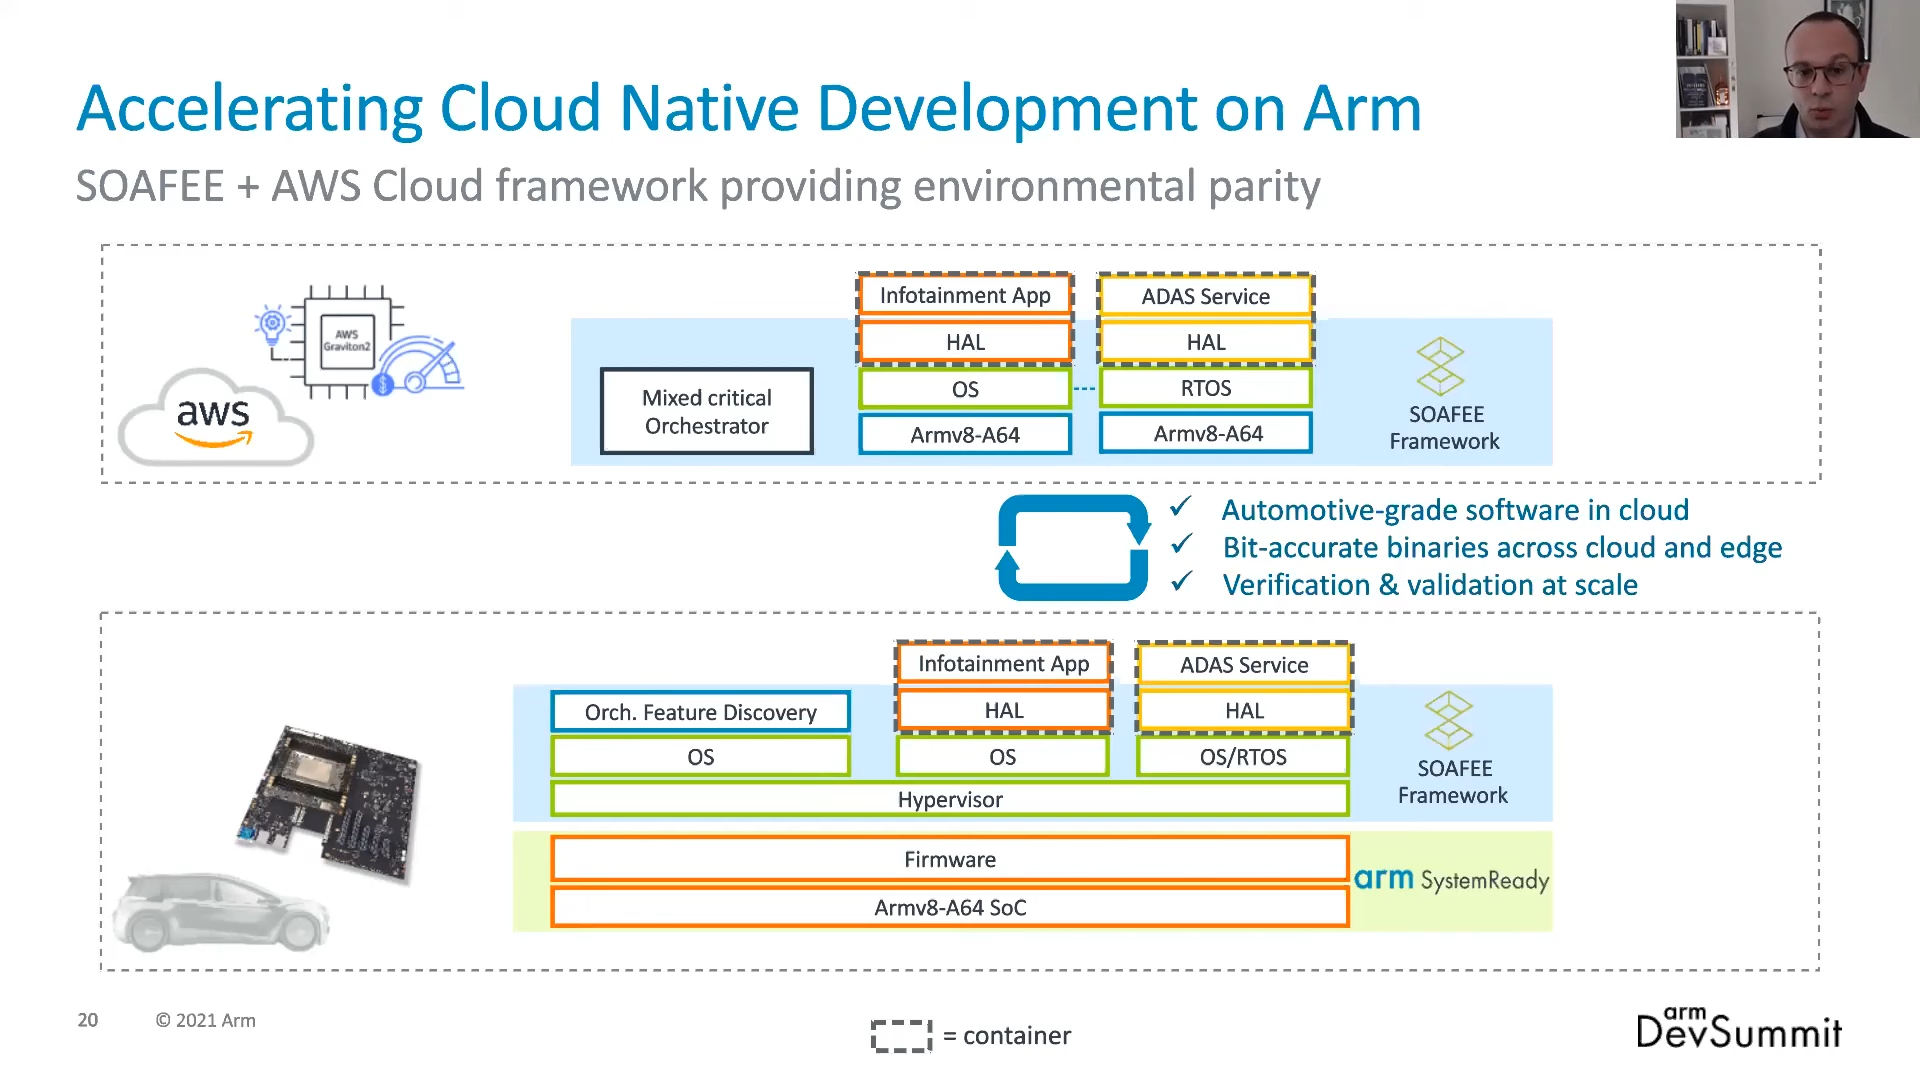 Accelerating Cloud Native Development on Arm
SOAFEE + AWS Cloud framework providing environmental parity
AWS
Graviton2
aws
Mixed critical
Orchestrator
Infotainment App
HAL
OS
Armv8-A64
ADAS Service
HAL
RTOS
Armv8-A64
SOAFEE
Framework
✓ Automotive-grade software in cloud
✓ Bit-accurate binaries across cloud and edge
✓ Verification & validation at scale
Orch. Feature Discovery
OS
Infotainment App
HAL
OS
ADAS Service
HAL
OS/RTOS
Hypervisor
SOAFEE
Framework
Firmware
Armv8-A64 SoC
arm SystemReady
20
© 2021 Arm
= container
arm
DevSummit